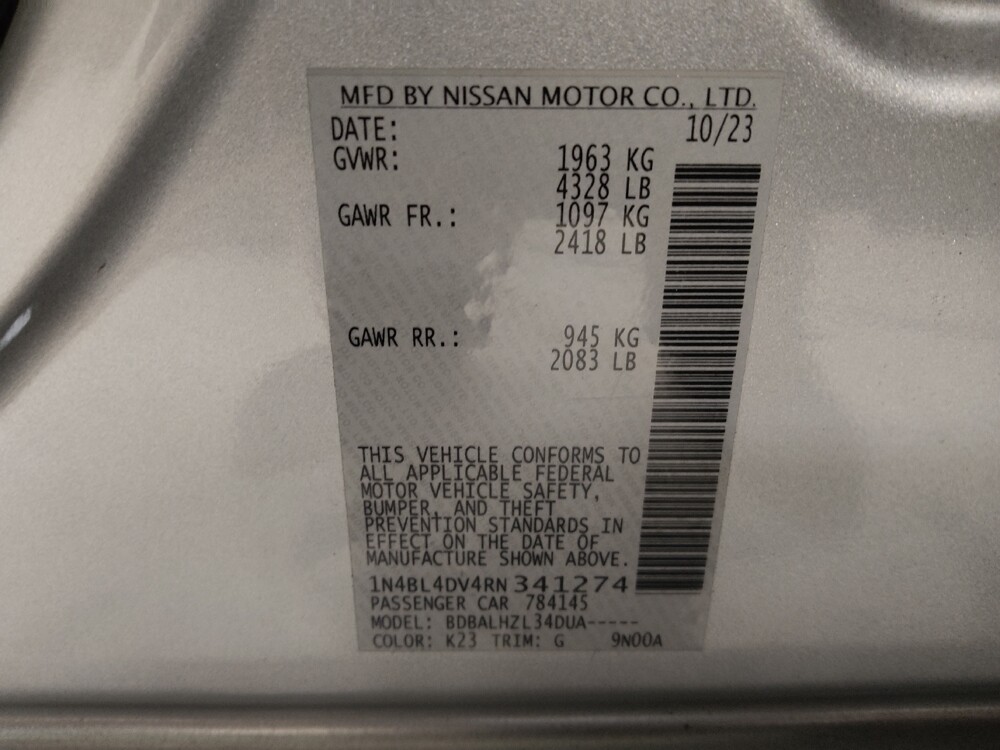 MFD BY NISSAN MOTOR CO., LTD.
DATE: 10/23
GVWR: 1963 KG
4328 LB
GAWR FR.: 1097 KG
2418 LB
GAWR RR.: 945 KG
2083 LB
THIS VEHICLE CONFORMS TO
ALL APPLICABLE FEDERAL
MOTOR VEHICLE SAFETY,
BUMPER, AND THEFT
PREVENTION STANDARDS IN
EFFECT ON THE DATE OF
MANUFACTURE SHOWN ABOVE.
1N4BL4DV4RN341274
PASSENGER CAR 784145
MODEL: BDBALHZL34DUA-----
COLOR: K23 TRIM: G 9N00A